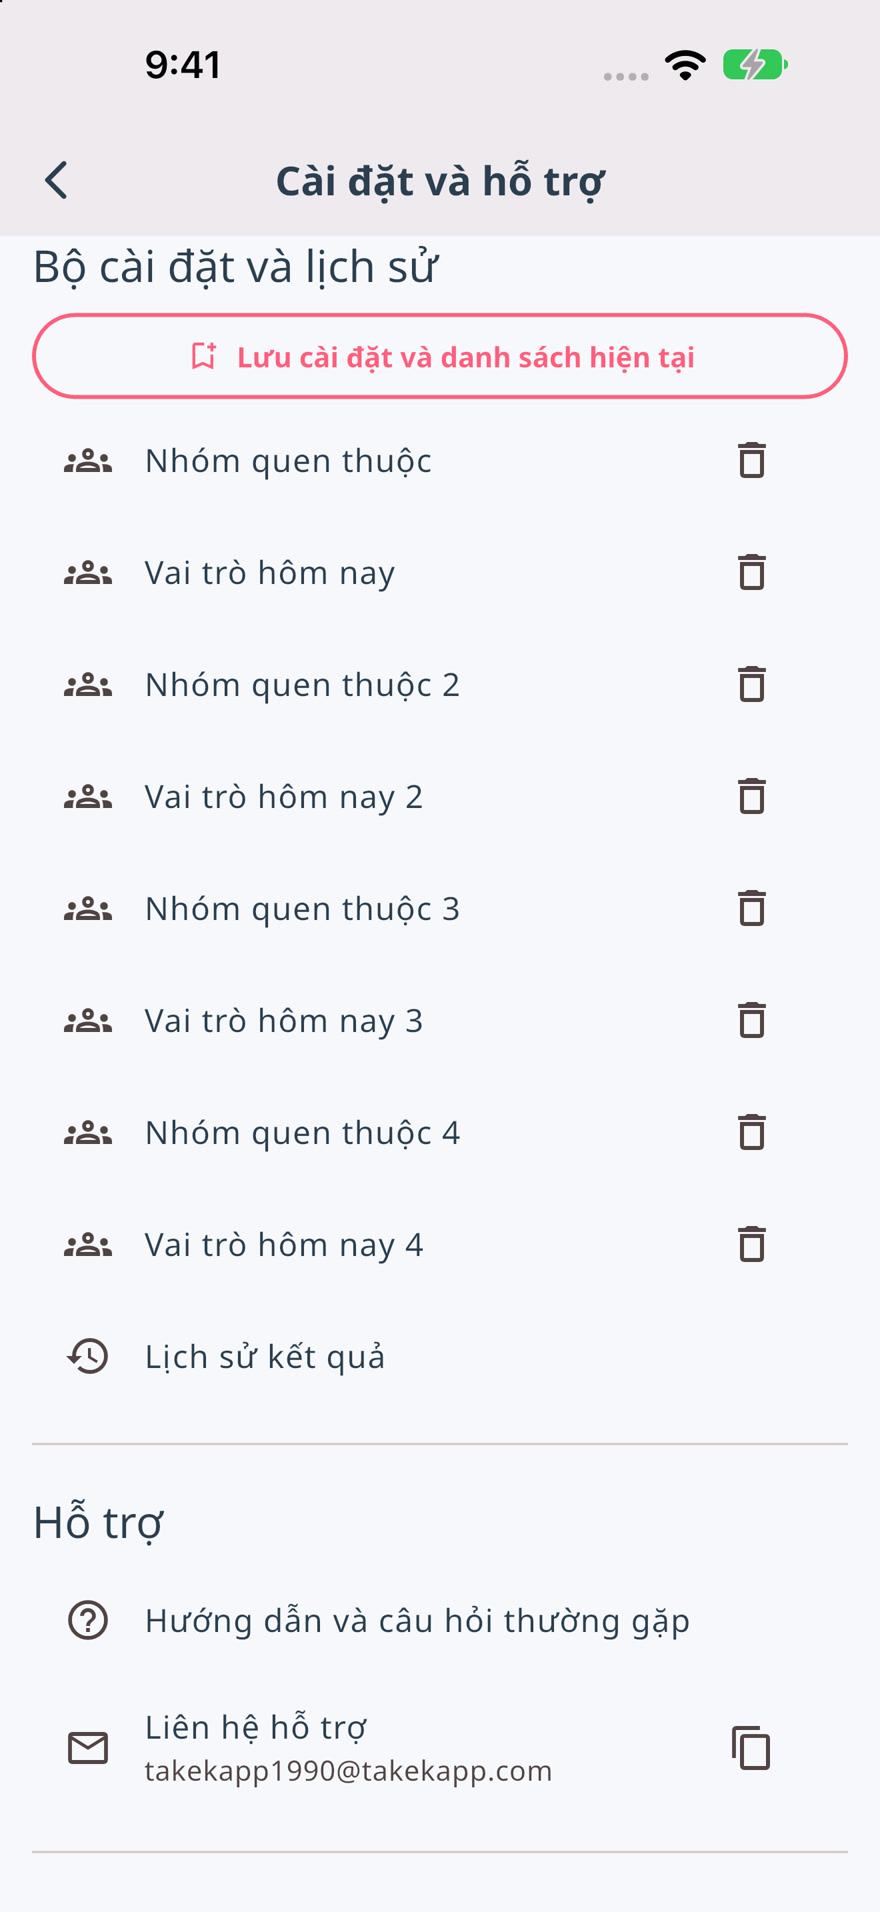 9:41
Cài đặt và hỗ trợ
Bộ cài đặt và lịch sử
Lưu cài đặt và danh sách hiện tại
Nhóm quen thuộc
Vai trò hôm nay
Nhóm quen thuộc 2
Vai trò hôm nay 2
Nhóm quen thuộc 3
Vai trò hôm nay 3
Nhóm quen thuộc 4
Vai trò hôm nay 4
Lịch sử kết quả
Hỗ trợ
Hướng dẫn và câu hỏi thường gặp
Liên hệ hỗ trợ
takekapp1990@takekapp.com